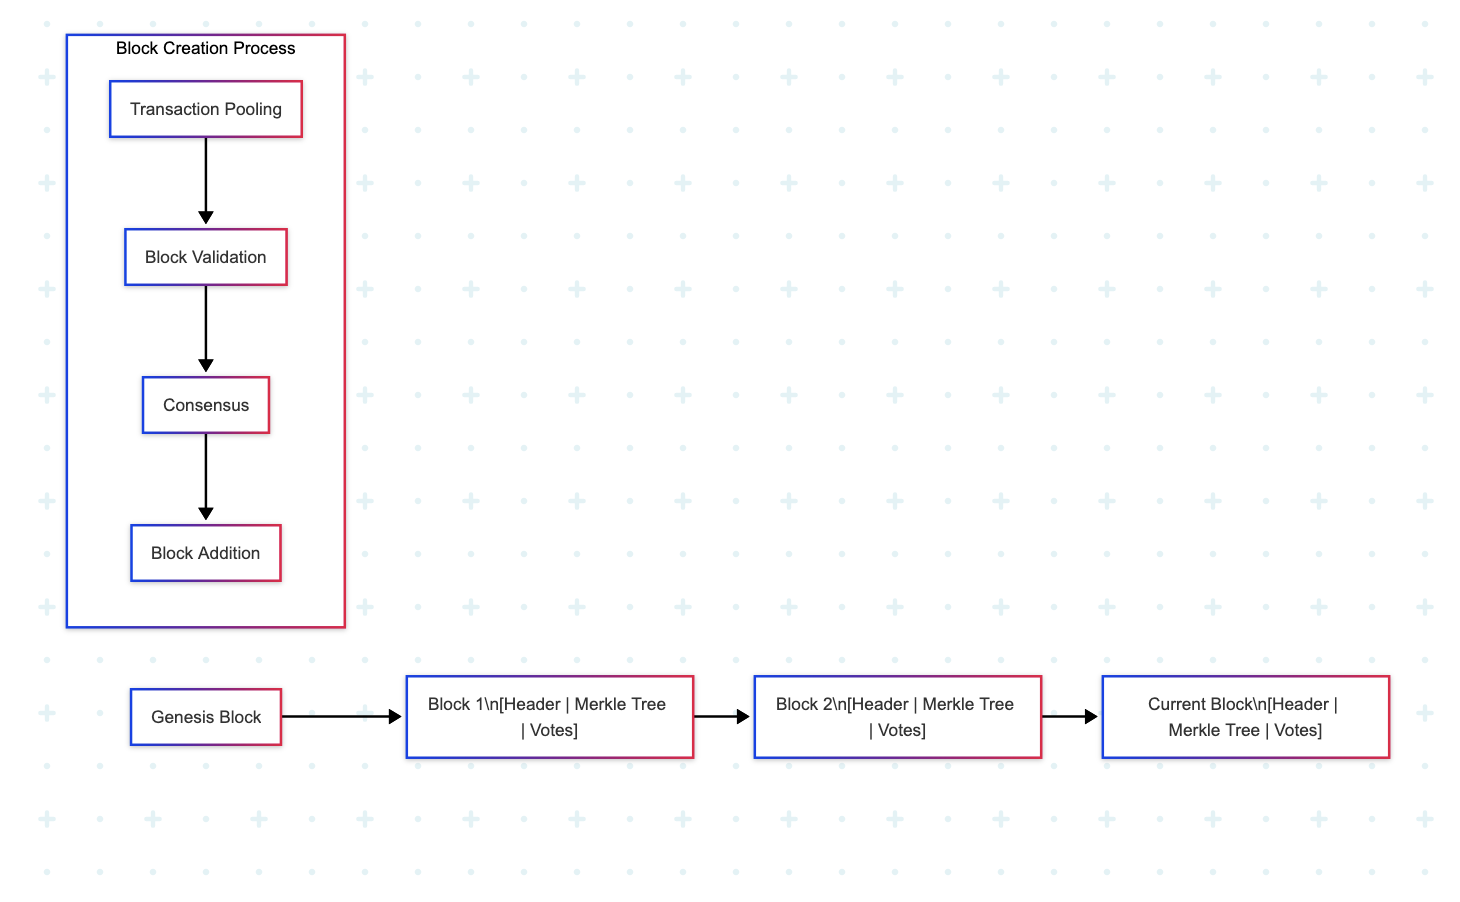 Block Creation Process
Transaction Pooling
Block Validation
Consensus
Block Addition
Genesis Block
Block 1\n[Header | Merkle Tree
| Votes]
Block 2\n[Header | Merkle Tree
| Votes]
Current Block\n[Header |
Merkle Tree | Votes]